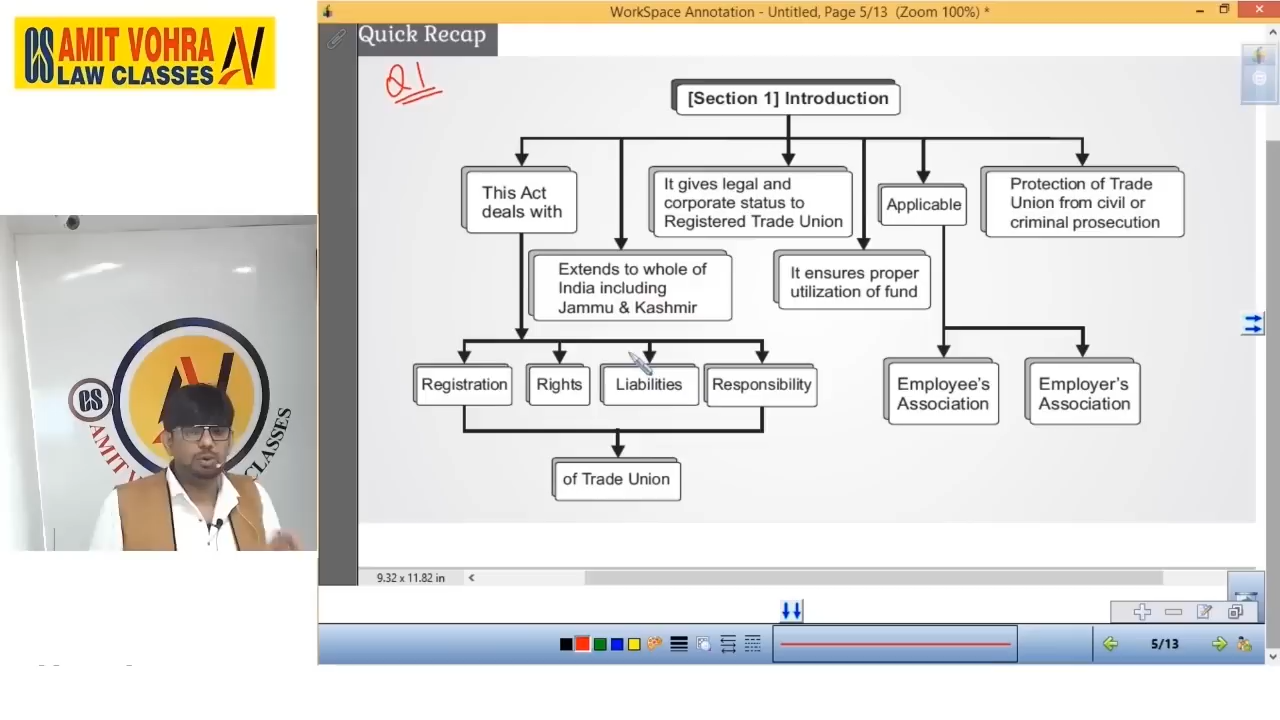 AMIT VOHRA
CS
LAW CLASSES
WorkSpace Annotation - Untitled, Page 5/13 (Zoom 100%) *
Quick Recap
Q1
[Section 1] Introduction
This Act
deals with
It gives legal and
corporate status to
Registered Trade Union
Applicable
Protection of Trade
Union from civil or
criminal prosecution
Extends to whole of
India including
Jammu & Kashmir
It ensures proper
utilization of fund
Registration
Rights
Liabilities
Responsibility
Employee's
Association
Employer's
Association
of Trade Union
CS
AMIT
CLASSES
9.32 x 11.82 in
5/13